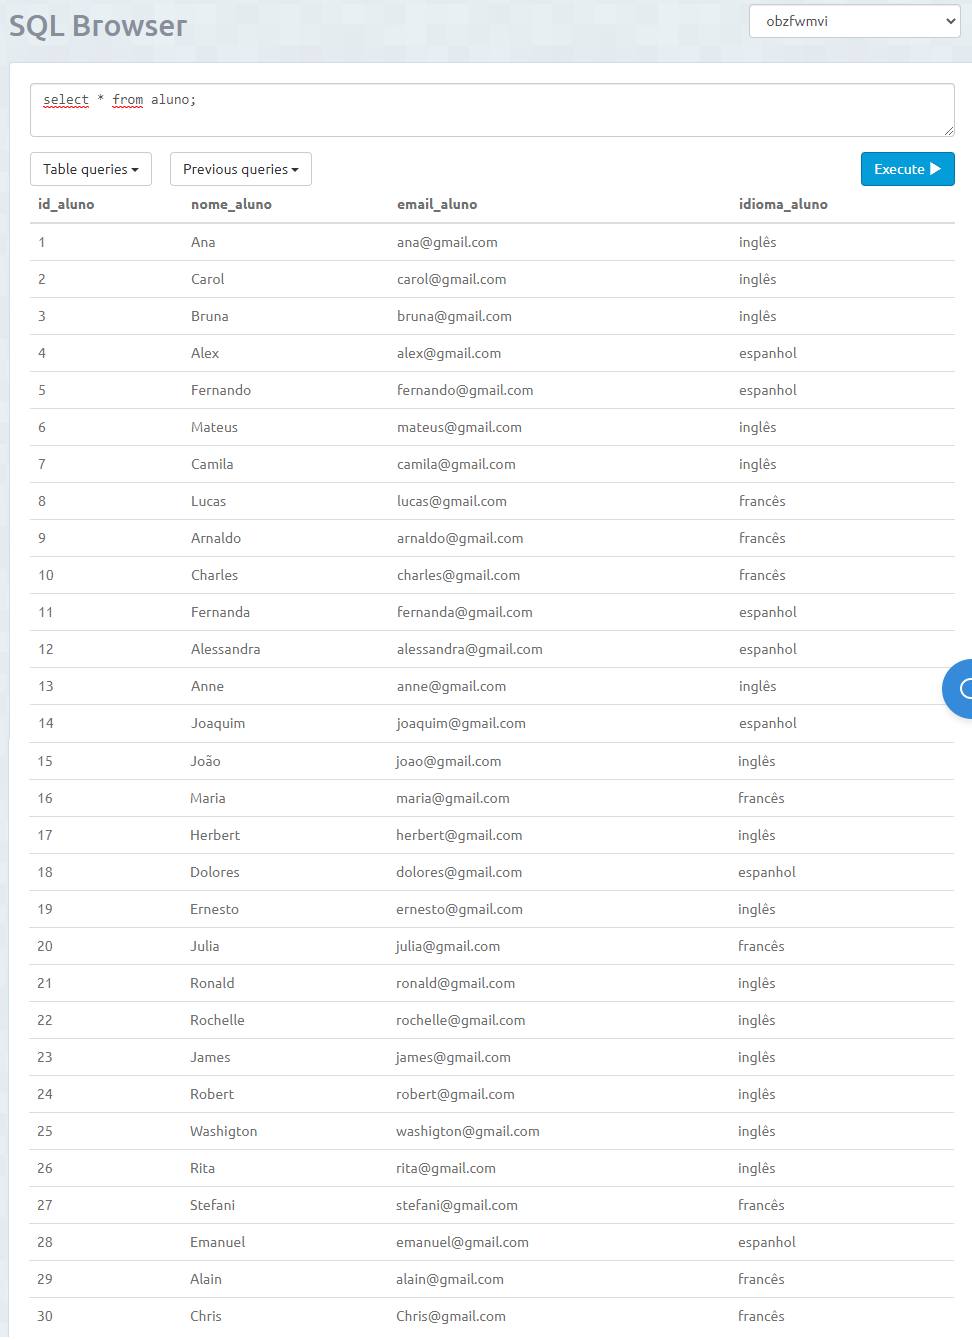 SQL Browser
obzfwmvi
select * from aluno;
Table queries Previous queries Execute
id_aluno nome_aluno email_aluno idioma_aluno
1 Ana ana@gmail.com inglês
2 Carol carol@gmail.com inglês
3 Bruna bruna@gmail.com inglês
4 Alex alex@gmail.com espanhol
5 Fernando fernando@gmail.com espanhol
6 Mateus mateus@gmail.com inglês
7 Camila camila@gmail.com inglês
8 Lucas lucas@gmail.com francês
9 Arnaldo arnaldo@gmail.com francês
10 Charles charles@gmail.com francês
11 Fernanda fernanda@gmail.com espanhol
12 Alessandra alessandra@gmail.com espanhol
13 Anne anne@gmail.com inglês
14 Joaquim joaquim@gmail.com espanhol
15 João joao@gmail.com inglês
16 Maria maria@gmail.com francês
17 Herbert herbert@gmail.com inglês
18 Dolores dolores@gmail.com espanhol
19 Ernesto ernesto@gmail.com inglês
20 Julia julia@gmail.com francês
21 Ronald ronald@gmail.com inglês
22 Rochelle rochelle@gmail.com inglês
23 James james@gmail.com inglês
24 Robert robert@gmail.com inglês
25 Washigton washigton@gmail.com inglês
26 Rita rita@gmail.com inglês
27 Stefani stefani@gmail.com francês
28 Emanuel emanuel@gmail.com espanhol
29 Alain alain@gmail.com francês
30 Chris Chris@gmail.com francês